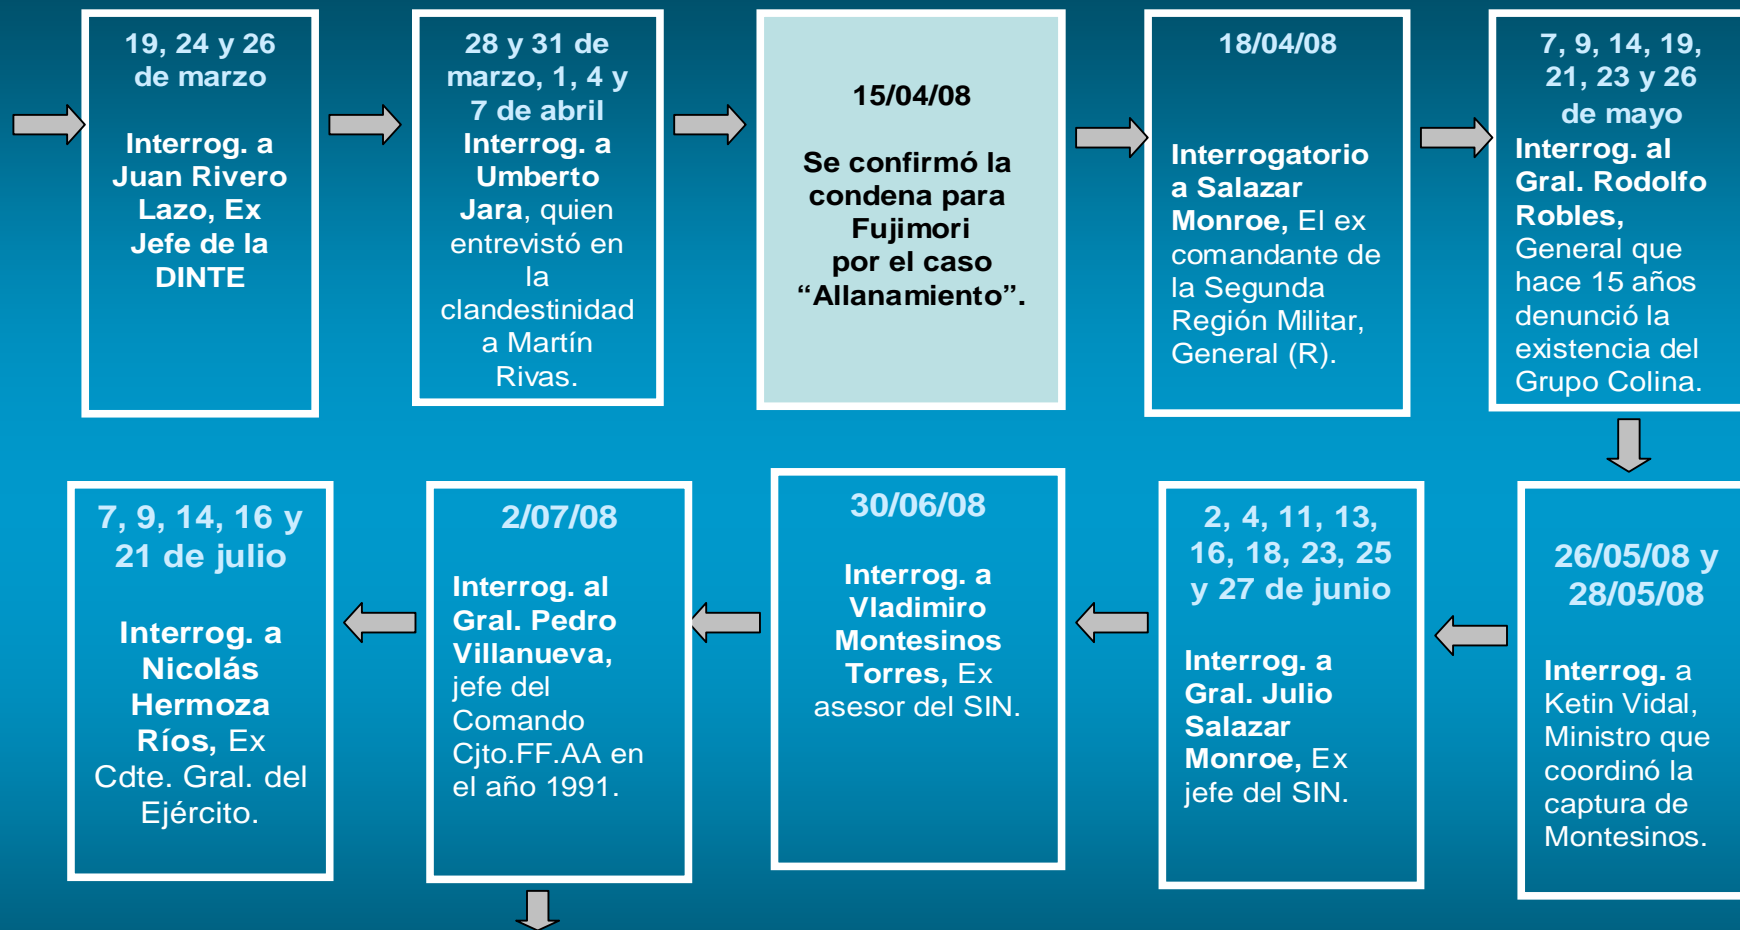 19, 24 y 26
de marzo
Interrog. a
Juan Rivero
Lazo, Ex
Jefe de la
DINTE
28 y 31 de
marzo, 1, 4 y
7 de abril
Interrog. a
Umberto
Jara, quien
entrevistó en
la
clandestinidad
a Martín
Rivas.
15/04/08
Se confirmó la
condena para
Fujimori
por el caso
“Allanamiento”.
18/04/08
Interrogatorio
a Salazar
Monroe, El ex
comandante de
la Segunda
Región Militar,
General (R).
7, 9, 14, 19,
21, 23 y 26
de mayo
Interrog. al
Gral. Rodolfo
Robles,
General que
hace 15 años
denunció la
existencia del
Grupo Colina.
26/05/08 y
28/05/08
Interrog. a
Ketin Vidal,
Ministro que
coordinó la
captura de
Montesinos.
2, 4, 11, 13,
16, 18, 23, 25
y 27 de junio
Interrog. a
Gral. Julio
Salazar
Monroe, Ex
jefe del SIN.
30/06/08
Interrog. a
Vladimiro
Montesinos
Torres, Ex
asesor del SIN.
2/07/08
Interrog. al
Gral. Pedro
Villanueva,
jefe del
Comando
Cjto.FF.AA en
el año 1991.
7, 9, 14, 16 y
21 de julio
Interrog. a
Nicolás
Hermoza
Ríos, Ex
Cdte. Gral. del
Ejército.